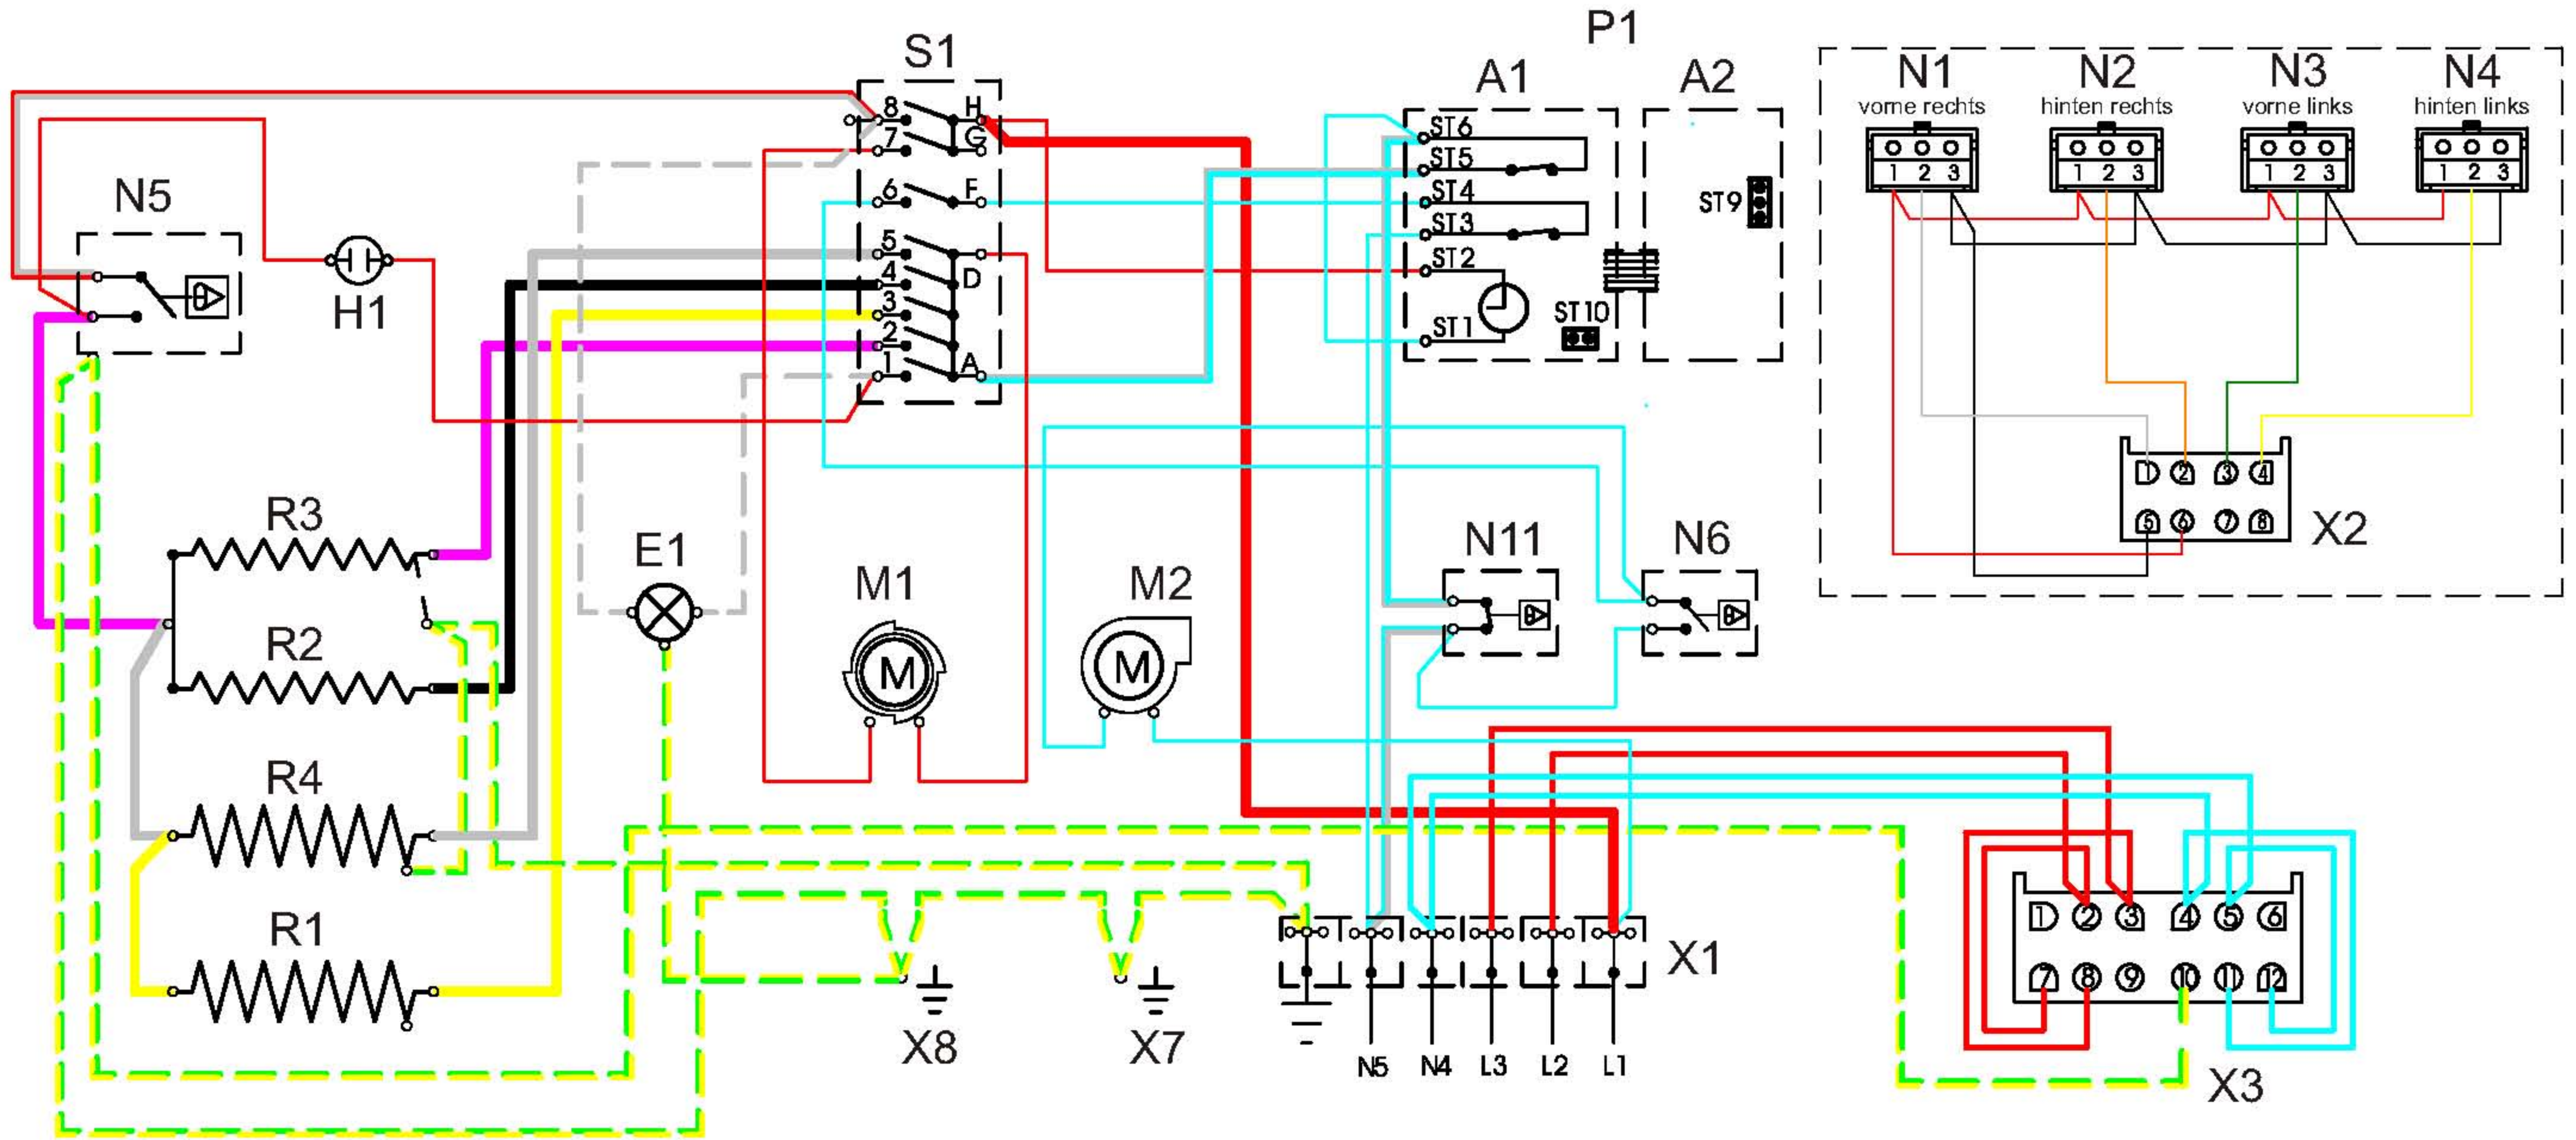 P1
S1
A1
A2
N1
N2
N3
N4
vorne rechts
hinten rechts
vorne links
hinten links
8
H
7
G
6
F
5
4
D
3
2
1
A
ST6
ST5
ST4
ST3
ST2
ST1
ST10
ST9
1 2 3
1 2 3
1 2 3
1 2 3
N5
H1
1 2 3 4
5 6 7 8
X2
R3
E1
M1
M2
N11
N6
R2
M
M
R4
R1
X1
1 2 3 4 5 6
7 8 9 10 11 12
X8
X7
N5
N4
L3
L2
L1
X3